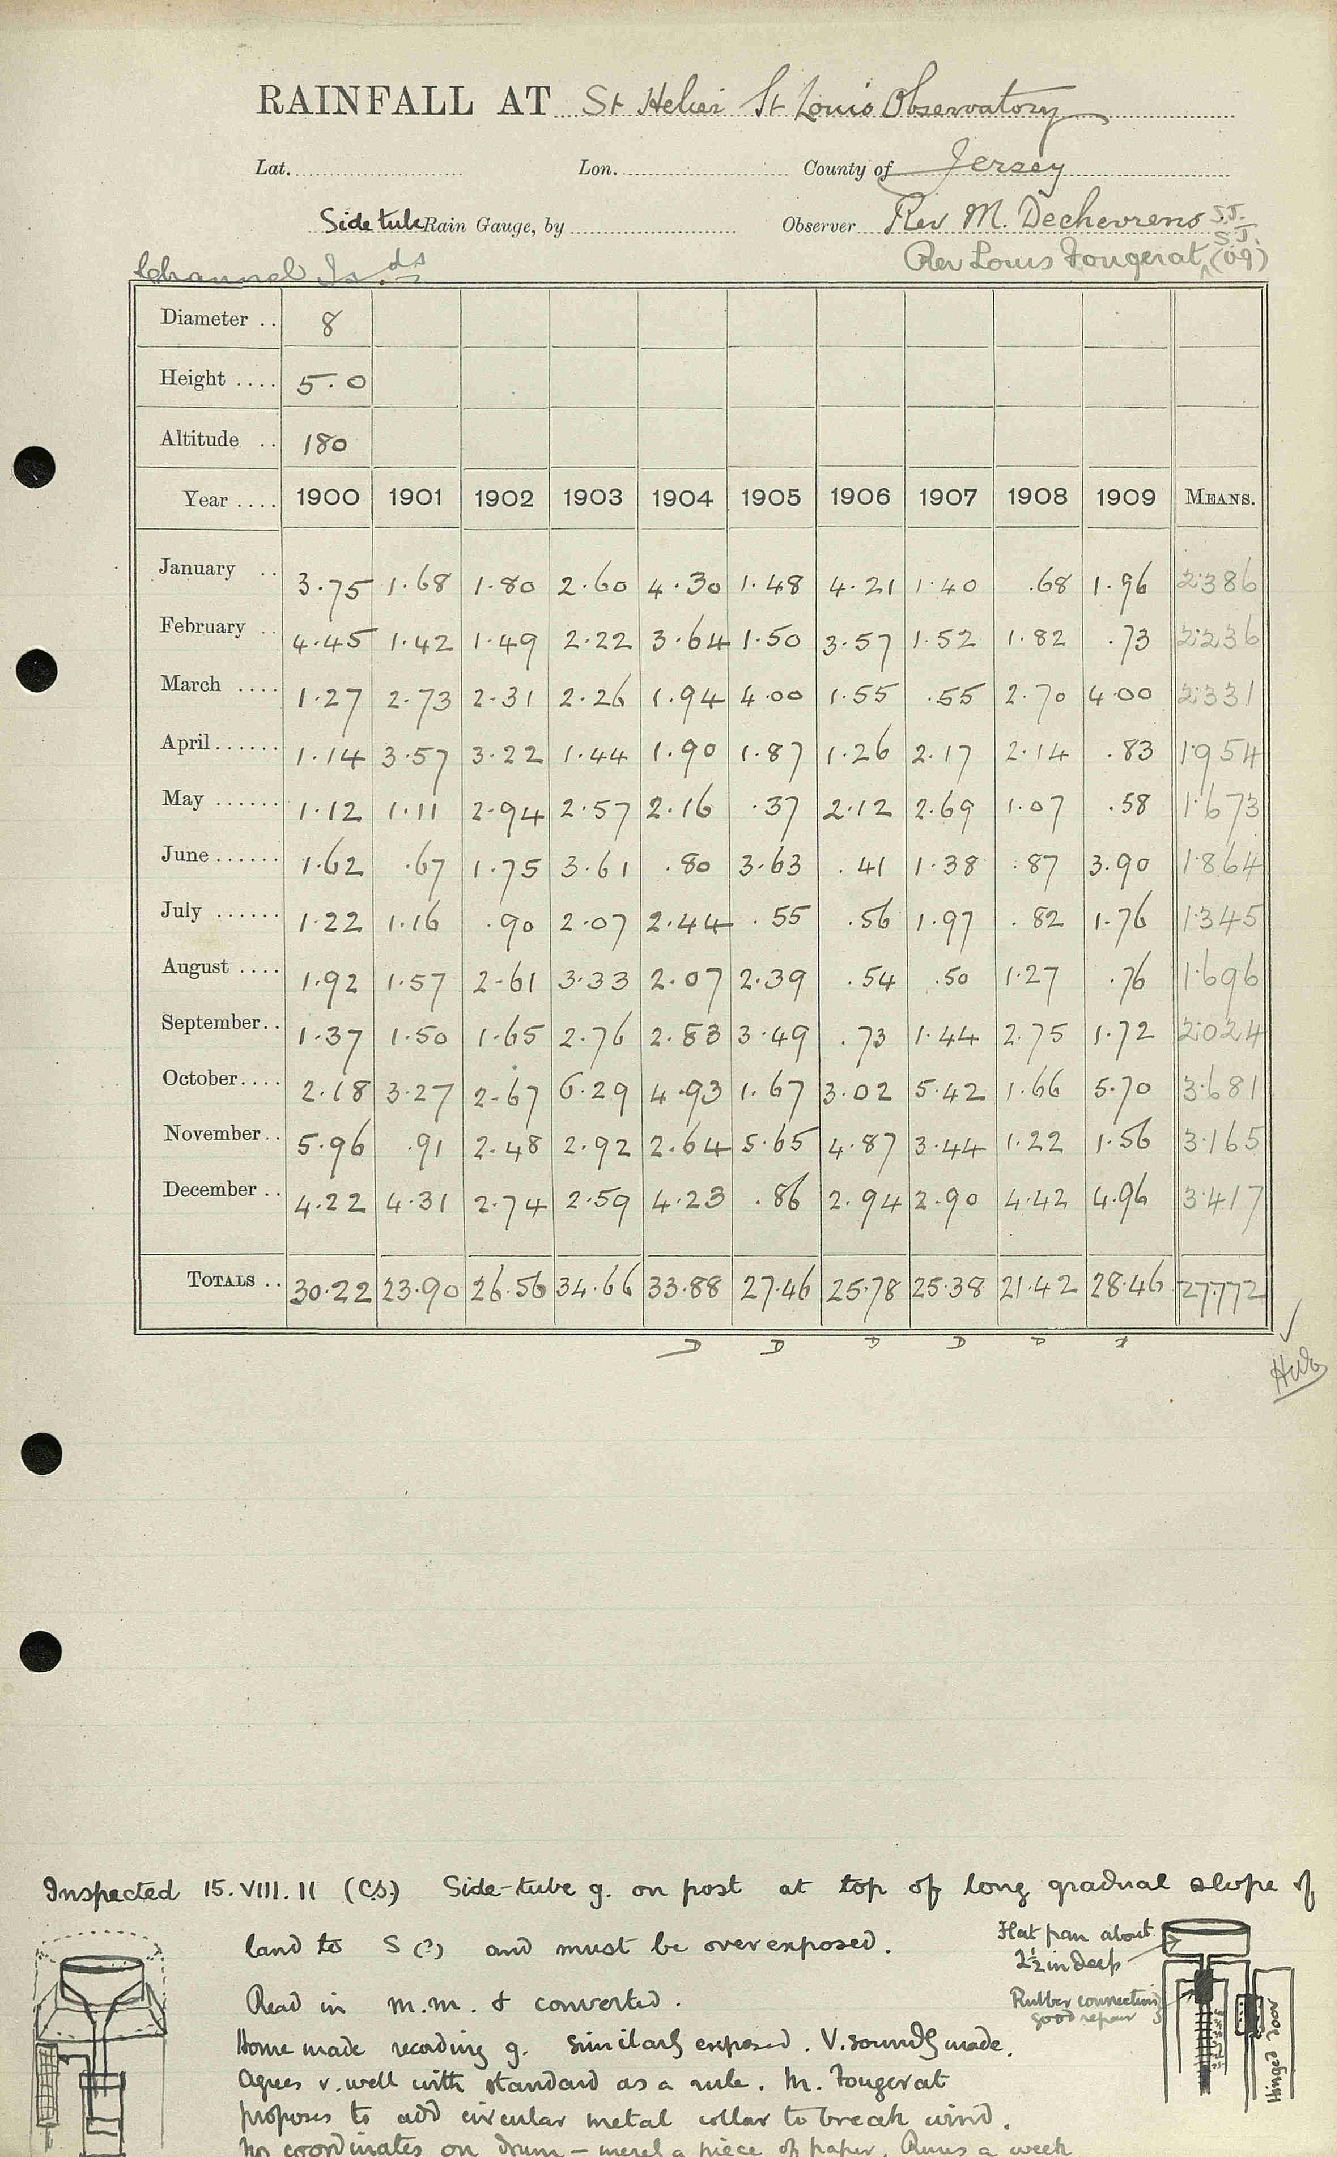 RAINFALL AT St Helier St Louis Observatory
Lat. Lon. County of Jersey
Side tube Rain Gauge, by Observer Rev M. Dechevrens S.J.
Channel Is.ds Rev Louis Fougerat S.J. (09)
Diameter .. 8
Height .... 5.0
Altitude .. 180
Year .... 1900 1901 1902 1903 1904 1905 1906 1907 1908 1909 MEANS.
January .. 3.75 1.68 1.80 2.60 4.30 1.48 4.21 1.40 .68 1.96 2.386
February .. 4.45 1.42 1.49 2.22 3.64 1.50 3.57 1.52 1.82 .73 2.236
March .... 1.27 2.73 2.31 2.26 1.94 4.00 1.55 .55 2.70 4.00 2.331
April ...... 1.14 3.57 3.22 1.44 1.90 1.87 1.26 2.17 2.14 .83 1.954
May ...... 1.12 1.11 2.94 2.57 2.16 .37 2.12 2.69 1.07 .58 1.673
June ...... 1.62 .67 1.75 3.61 .80 3.63 .41 1.38 .87 3.90 1.864
July ...... 1.22 1.16 .90 2.07 2.44 .55 .56 1.97 .82 1.76 1.345
August .... 1.92 1.57 2.61 3.33 2.07 2.39 .54 .50 1.27 .76 1.696
September .. 1.37 1.50 1.65 2.76 2.83 3.49 .73 1.44 2.75 1.72 2.024
October .... 2.18 3.27 2.67 6.29 4.93 1.67 3.02 5.42 1.66 5.70 3.681
November .. 5.96 .91 2.48 2.92 2.64 5.65 4.87 3.44 1.22 1.56 3.165
December .. 4.22 4.31 2.74 2.59 4.23 .86 2.94 2.90 4.42 4.96 3.417
TOTALS .. 30.22 23.90 26.56 34.66 33.88 27.46 25.78 25.38 21.42 28.46 27.772
D D D D D
Inspected 15.VIII.11 (C.S.) Side-tube g. on post at top of long gradual slope of
land to S (?) and must be overexposed.
Flat pan about
2½ in deep
Read in m.m. & converted.
Rubber connection
good repair
Home made recording g. Similarly exposed. V. soundly made.
Agrees v. well with standard as a rule. M. Fougerat
proposes to add circular metal collar to break wind.
Hinged door
No coordinates on drum – merely a piece of paper. Runs a week